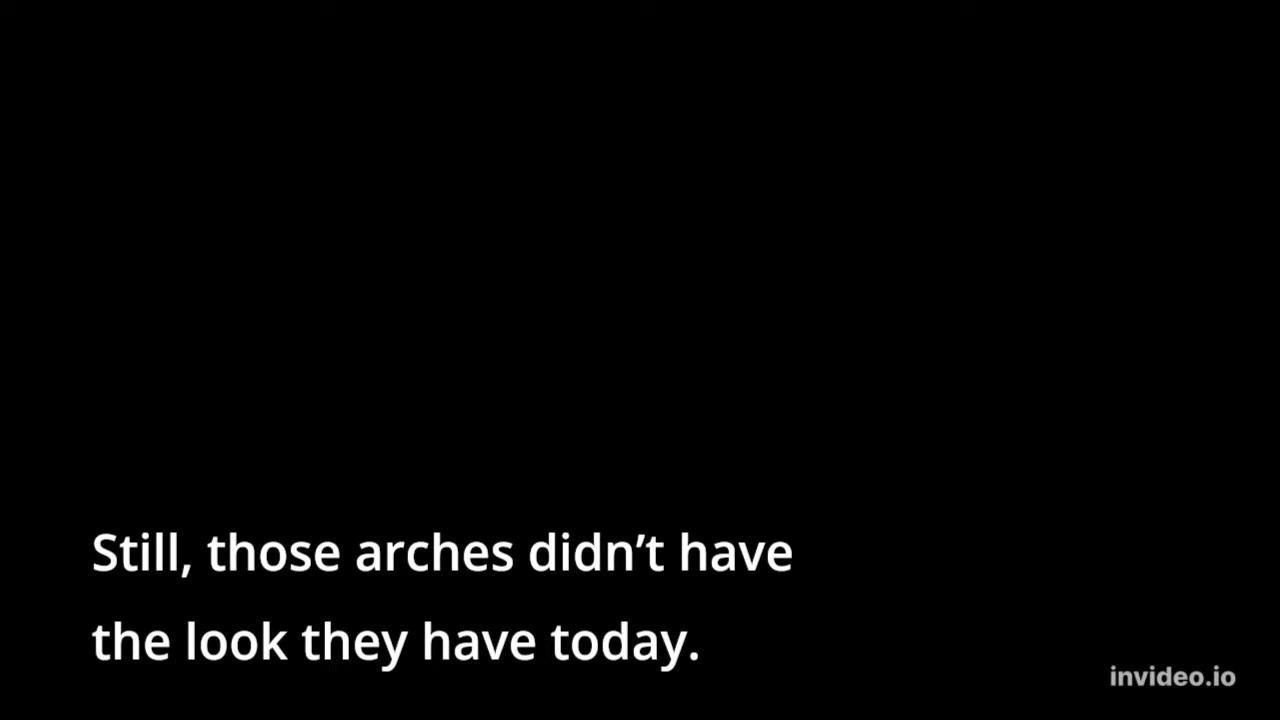 Still, those arches didn’t have
the look they have today.
invideo.io